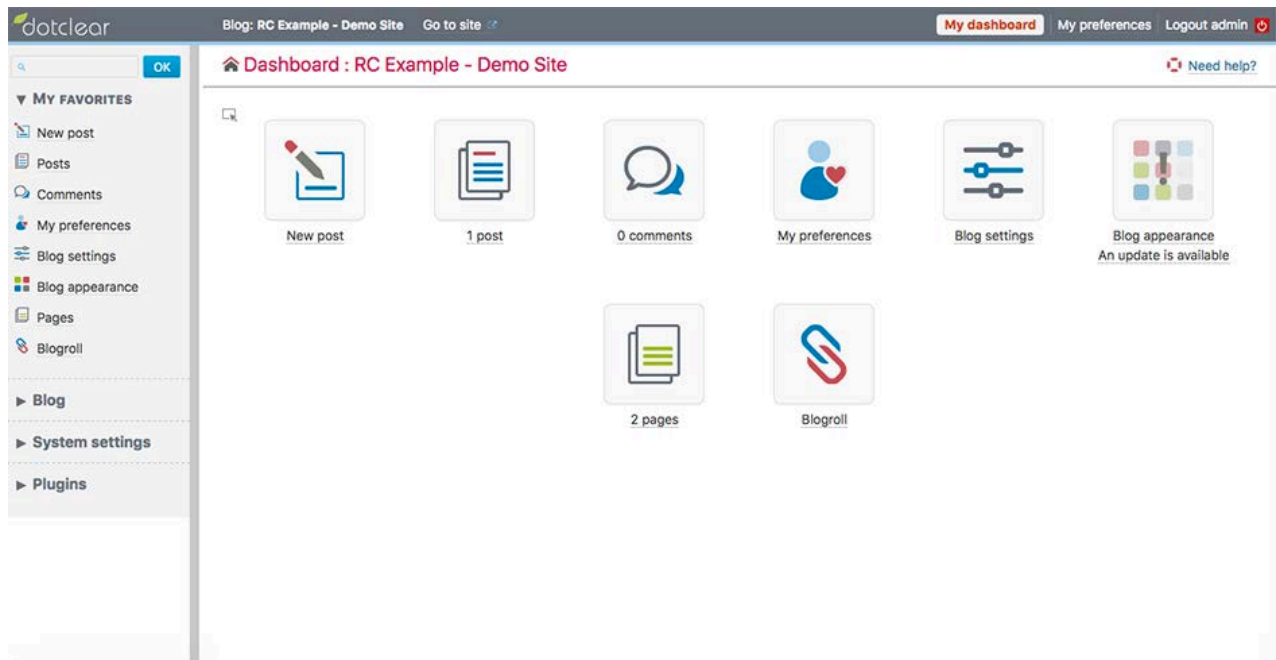 dotclear
Blog: RC Example - Demo Site Go to site
My dashboard My preferences Logout admin
OK
Dashboard : RC Example - Demo Site
Need help?
MY FAVORITES
New post
Posts
Comments
My preferences
Blog settings
Blog appearance
Pages
Blogroll
Blog
System settings
Plugins
New post
1 post
0 comments
My preferences
Blog settings
Blog appearance
An update is available
2 pages
Blogroll